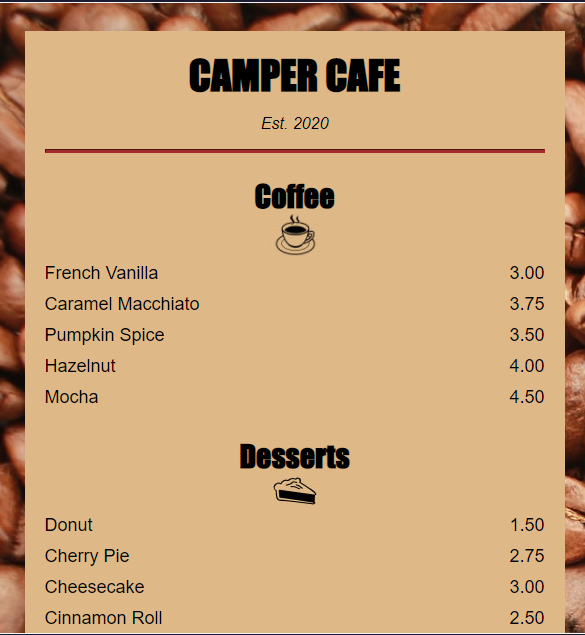 CAMPER CAFE
Est. 2020
Coffee
French Vanilla 3.00
Caramel Macchiato 3.75
Pumpkin Spice 3.50
Hazelnut 4.00
Mocha 4.50
Desserts
Donut 1.50
Cherry Pie 2.75
Cheesecake 3.00
Cinnamon Roll 2.50